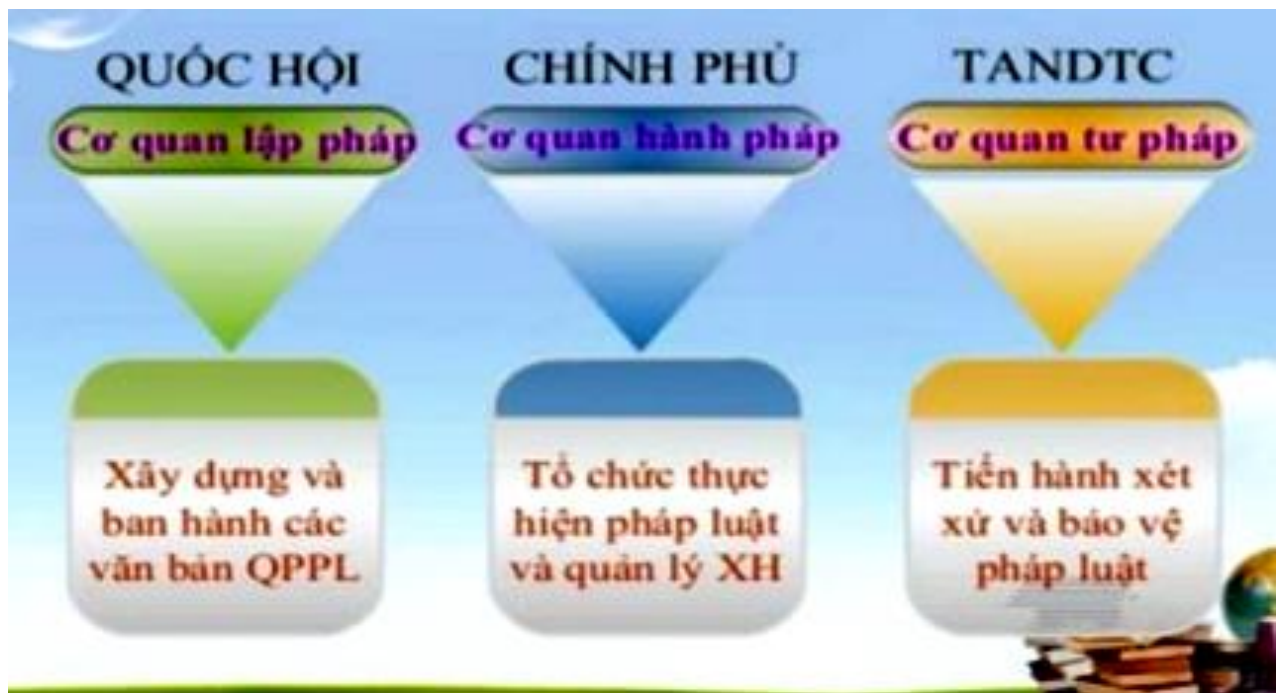 QUỐC HỘI
Cơ quan lập pháp
Xây dựng và
ban hành các
văn bản QPPL
CHÍNH PHỦ
Cơ quan hành pháp
Tổ chức thực
hiện pháp luật
và quản lý XH
TANDTC
Cơ quan tư pháp
Tiến hành xét
xử và bảo vệ
pháp luật